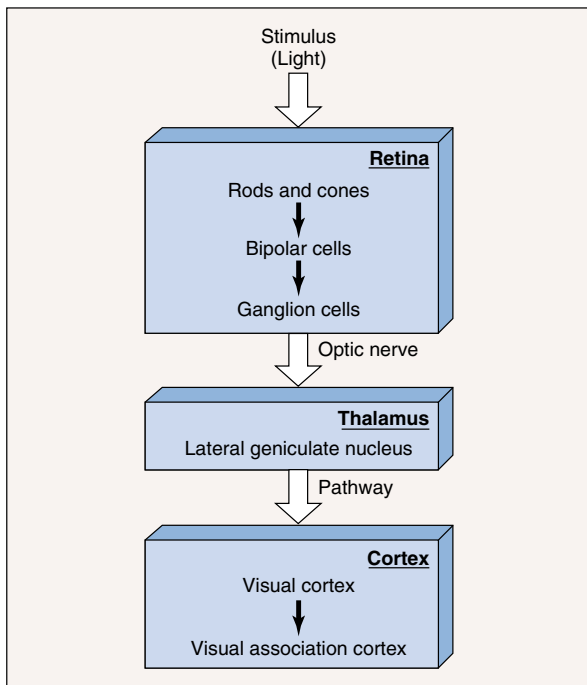 Stimulus
(Light)
Retina
Rods and cones
Bipolar cells
Ganglion cells
Optic nerve
Thalamus
Lateral geniculate nucleus
Pathway
Cortex
Visual cortex
Visual association cortex